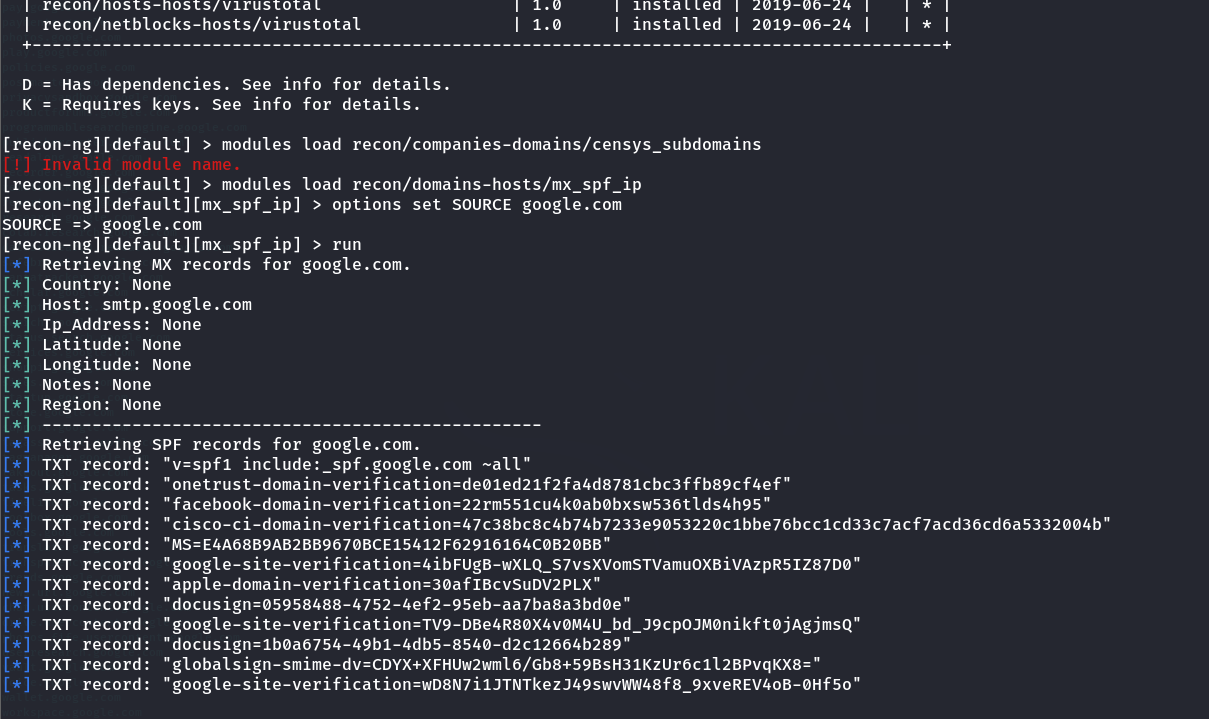 | recon/hosts-hosts/virustotal | 1.0 | installed | 2019-06-24 | | * |
| recon/netblocks-hosts/virustotal | 1.0 | installed | 2019-06-24 | | * |
+-------------------------------------------------------------------------------------------+
D = Has dependencies. See info for details.
K = Requires keys. See info for details.
[recon-ng][default] > modules load recon/companies-domains/censys_subdomains
[!] Invalid module name.
[recon-ng][default] > modules load recon/domains-hosts/mx_spf_ip
[recon-ng][default][mx_spf_ip] > options set SOURCE google.com
SOURCE => google.com
[recon-ng][default][mx_spf_ip] > run
[*] Retrieving MX records for google.com.
[*] Country: None
[*] Host: smtp.google.com
[*] Ip_Address: None
[*] Latitude: None
[*] Longitude: None
[*] Notes: None
[*] Region: None
[*] --------------------------------------------------
[*] Retrieving SPF records for google.com.
[*] TXT record: "v=spf1 include:_spf.google.com ~all"
[*] TXT record: "onetrust-domain-verification=de01ed21f2fa4d8781cbc3ffb89cf4ef"
[*] TXT record: "facebook-domain-verification=22rm551cu4k0ab0bxsw536tlds4h95"
[*] TXT record: "cisco-ci-domain-verification=47c38bc8c4b74b7233e9053220c1bbe76bcc1cd33c7acf7acd36cd6a5332004b"
[*] TXT record: "MS=E4A68B9AB2BB9670BCE15412F62916164C0B20BB"
[*] TXT record: "google-site-verification=4ibFUgB-wXLQ_S7vsXVomSTVamuOXBiVAzpR5IZ87D0"
[*] TXT record: "apple-domain-verification=30afIBcvSuDV2PLX"
[*] TXT record: "docusign=05958488-4752-4ef2-95eb-aa7ba8a3bd0e"
[*] TXT record: "google-site-verification=TV9-DBe4R80X4v0M4U_bd_J9cpOJM0nikft0jAgjmsQ"
[*] TXT record: "docusign=1b0a6754-49b1-4db5-8540-d2c12664b289"
[*] TXT record: "globalsign-smime-dv=CDYX+XFHUw2wml6/Gb8+59BsH31KzUr6c1l2BPvqKX8="
[*] TXT record: "google-site-verification=wD8N7i1JTNTkezJ49swvWW48f8_9xveREV4oB-0Hf5o"
KALI